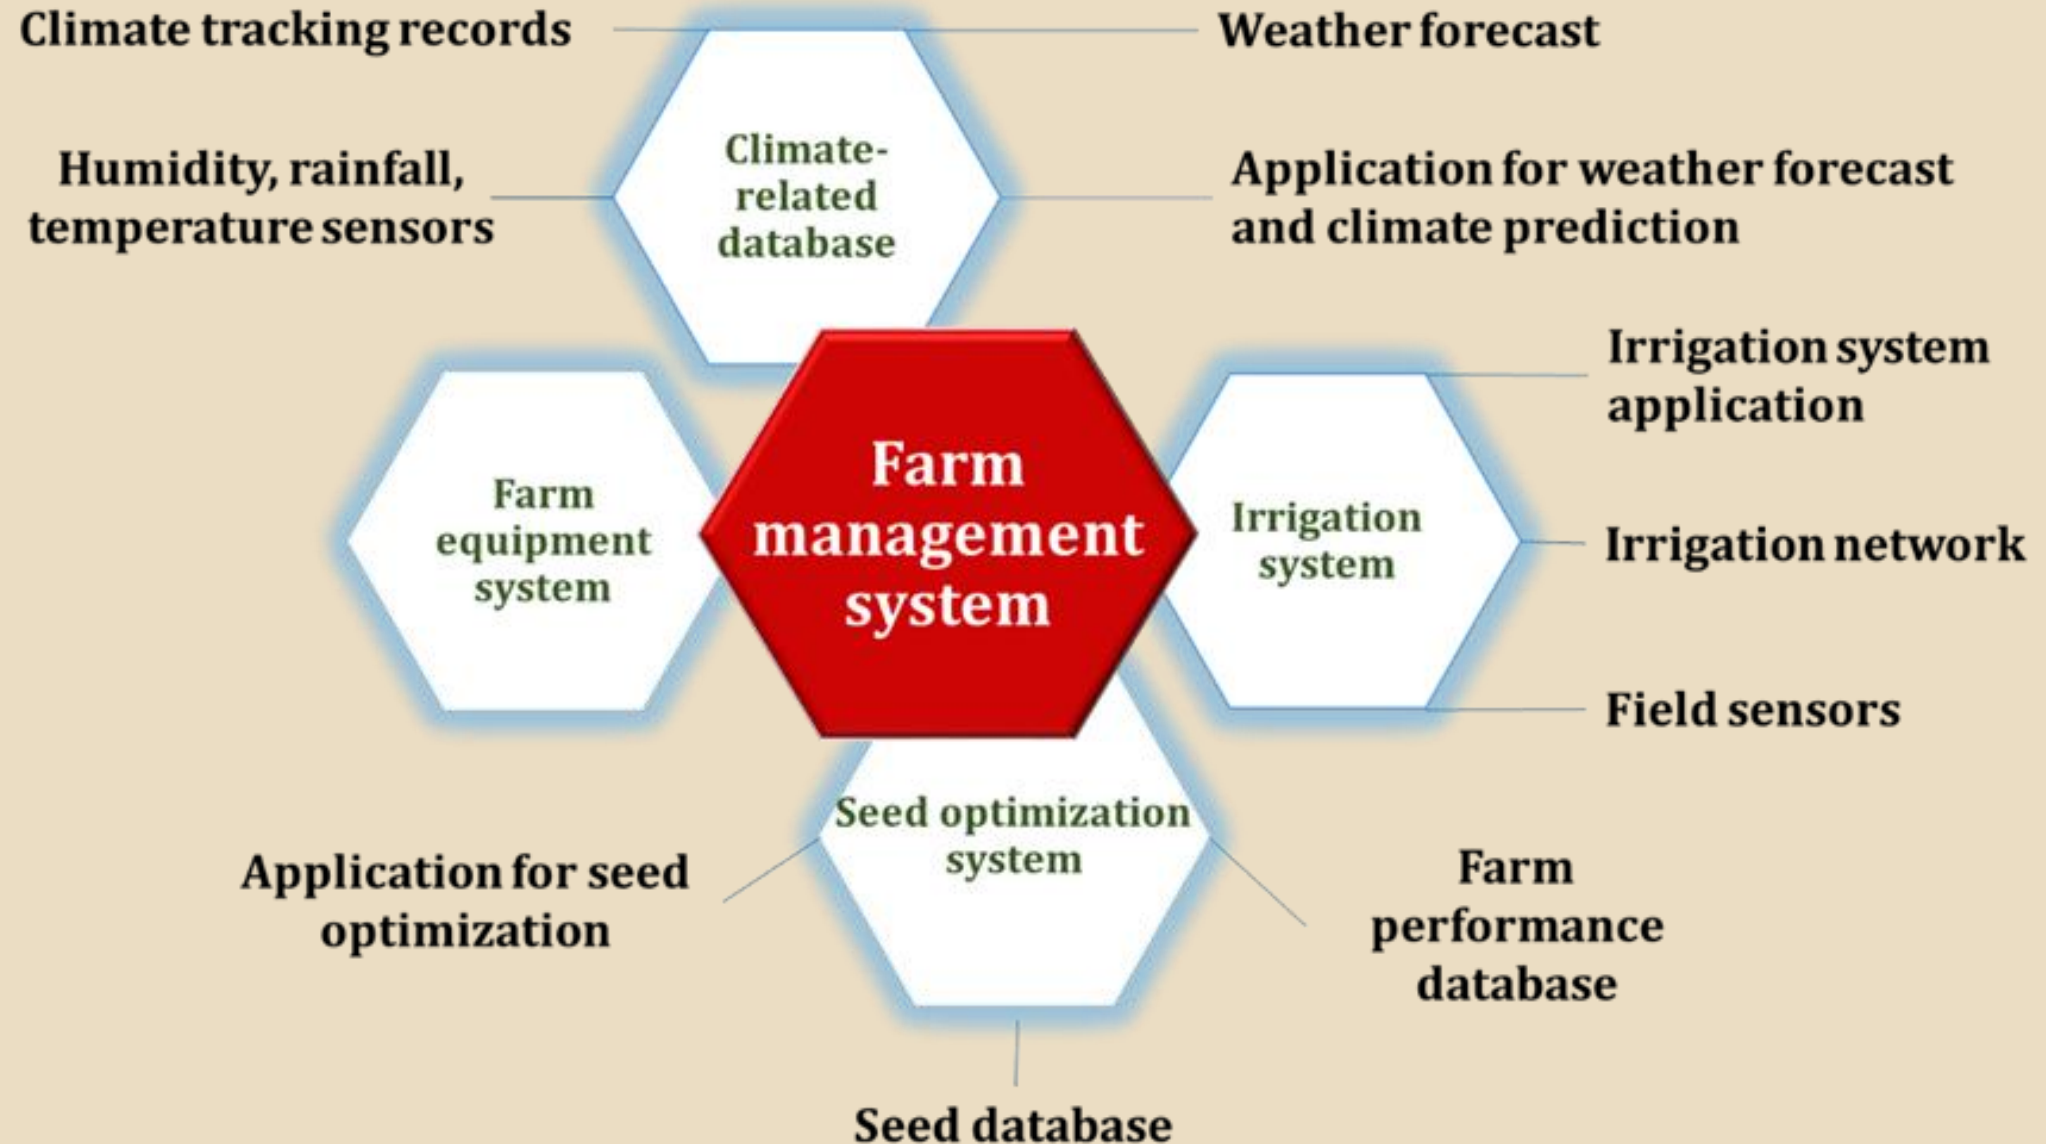 Climate tracking records
Weather forecast
Humidity, rainfall,
temperature sensors
Climate-
related
database
Application for weather forecast
and climate prediction
Farm
equipment
system
Farm
management
system
Irrigation
system
Irrigation system
application
Irrigation network
Field sensors
Seed optimization
system
Application for seed
optimization
Farm
performance
database
Seed database